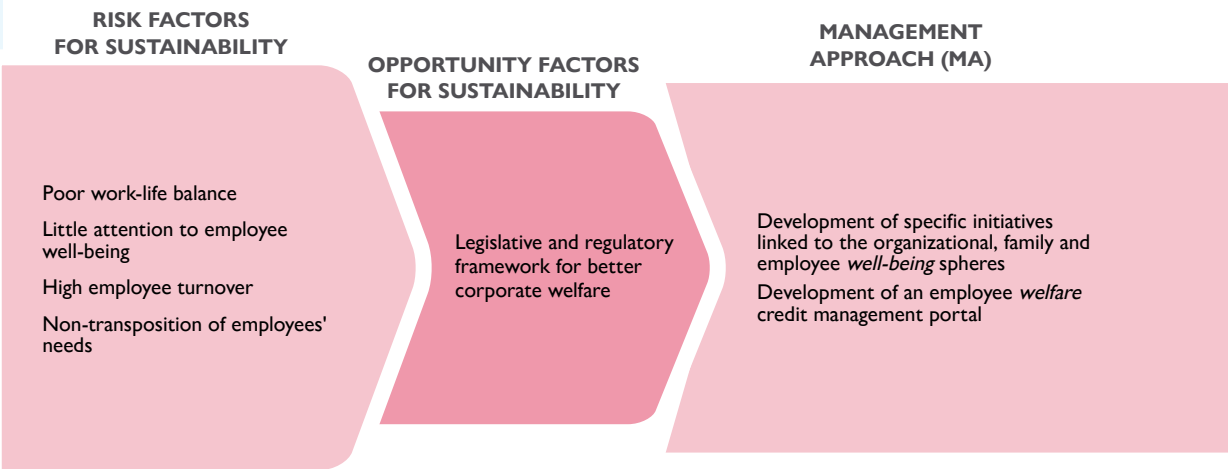 RISK FACTORS
FOR SUSTAINABILITY
Poor work-life balance
Little attention to employee
well-being
High employee turnover
Non-transposition of employees'
needs
OPPORTUNITY FACTORS
FOR SUSTAINABILITY
Legislative and regulatory
framework for better
corporate welfare
MANAGEMENT
APPROACH (MA)
Development of specific initiatives
linked to the organizational, family and
employee well-being spheres
Development of an employee welfare
credit management portal